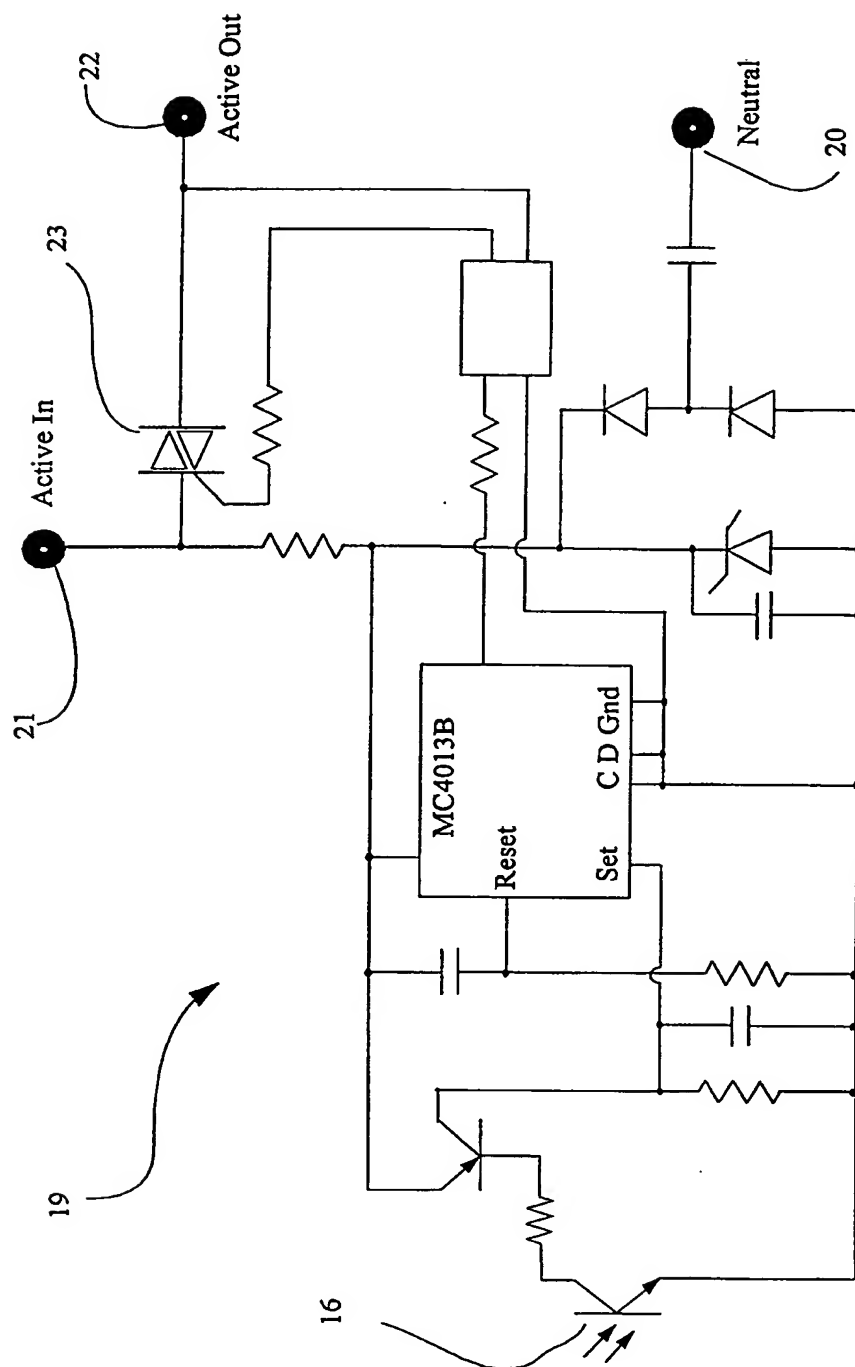 22
Active Out
23
Active In
21
Neutral
20
MC4013B
Reset
Set
C D Gnd
19
16